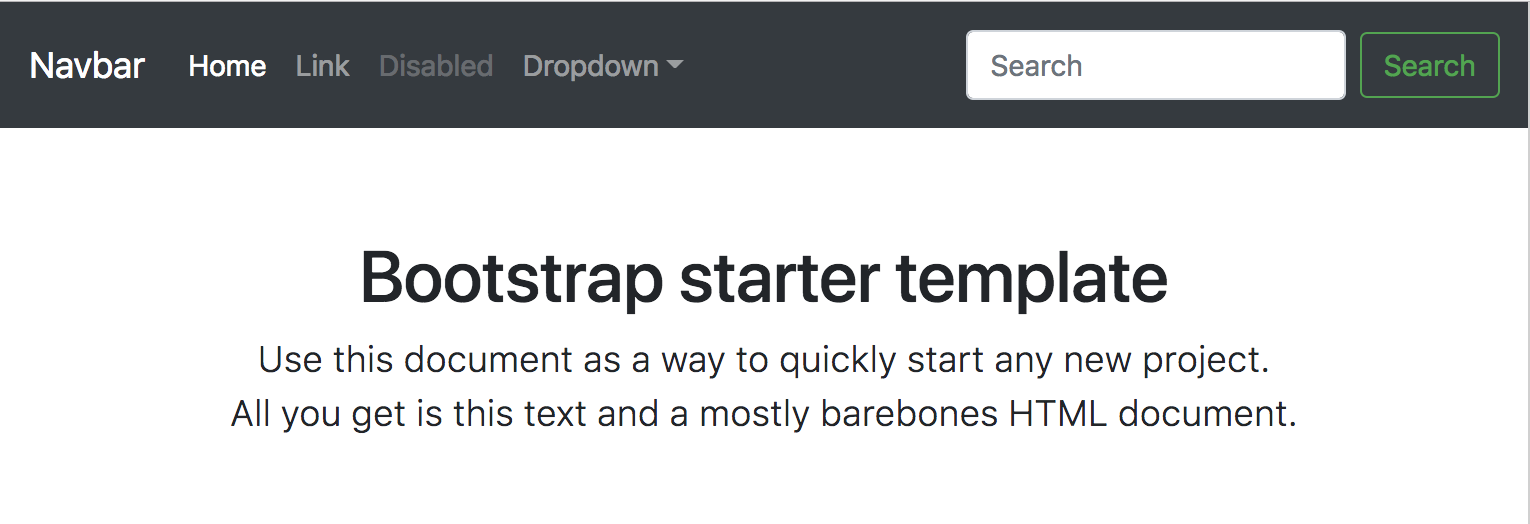 Navbar Home Link Disabled Dropdown Search Search
Bootstrap starter template
Use this document as a way to quickly start any new project.
All you get is this text and a mostly barebones HTML document.